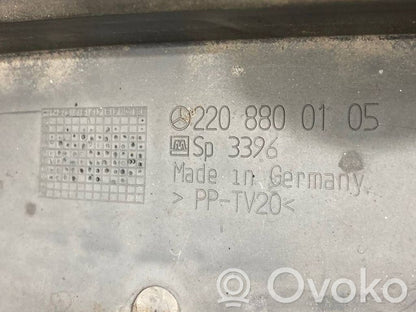 220 880 01 05
Sp 3396
Made in Germany
> PP-TV20<
Ovoko